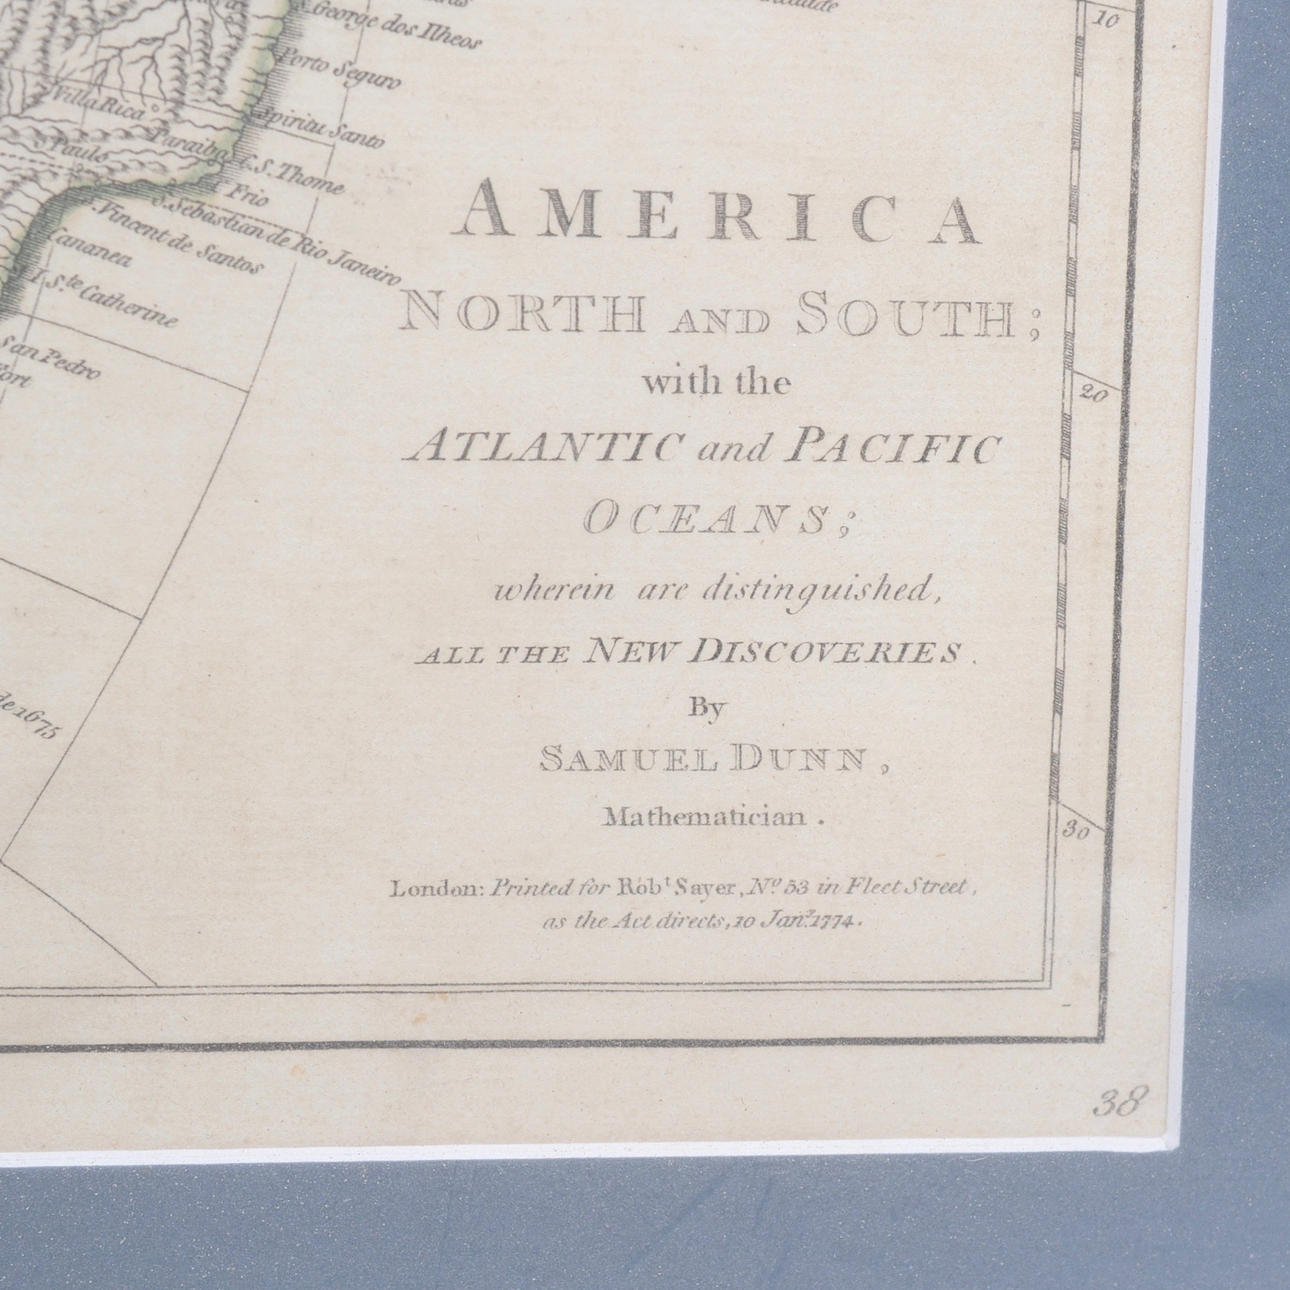 S. George dos Ilheos
Porto Seguro
Villa Rica
Spiritu Santo
Paraiba
Paulo
C. S. Thome
C. Frio
S. Sebastian de Rio Janeiro
S. Vincent de Santos
Cananea
I. S.te Catherine
San Pedro
Fort
de 1675
10
20
30
AMERICA
NORTH AND SOUTH;
with the
ATLANTIC and PACIFIC
OCEANS;
wherein are distinguished,
ALL THE NEW DISCOVERIES.
By
SAMUEL DUNN,
Mathematician.
London: Printed for Robt Sayer, No. 53 in Fleet Street,
as the Act directs, 10 Jany. 1774.
38